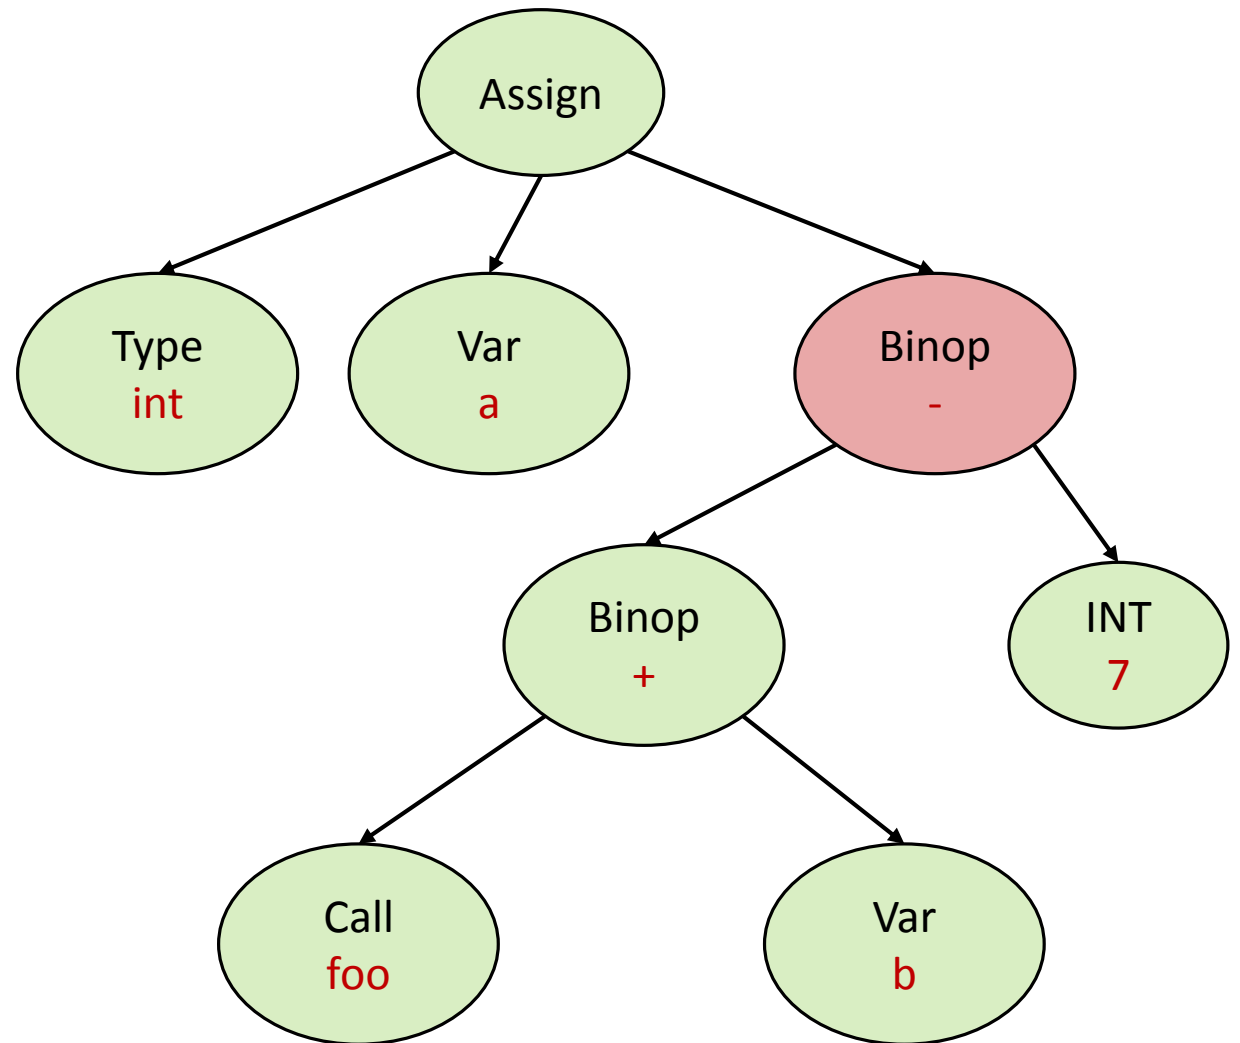 Assign
Type
int
Var
a
Binop
-
Binop
+
INT
7
Call
foo
Var
b